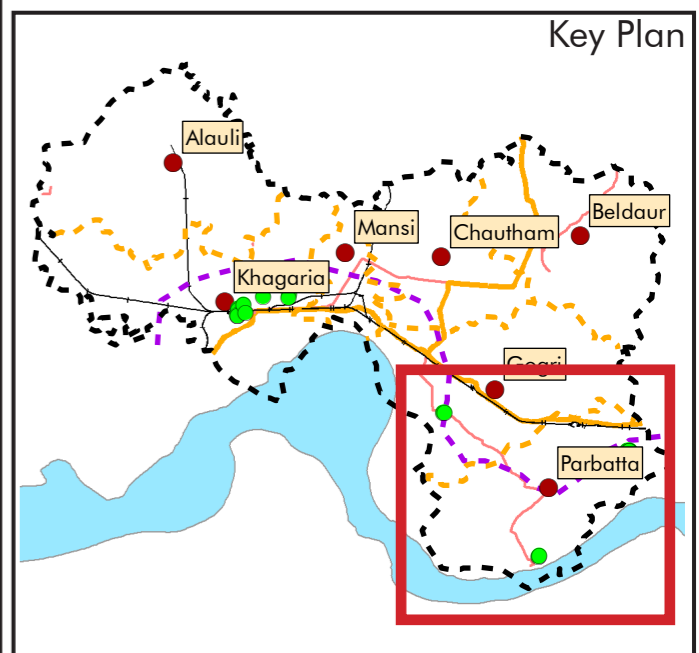 Key Plan
Alauli
Beldaur
Mansi
Chautham
Khagaria
Gogri
Parbatta